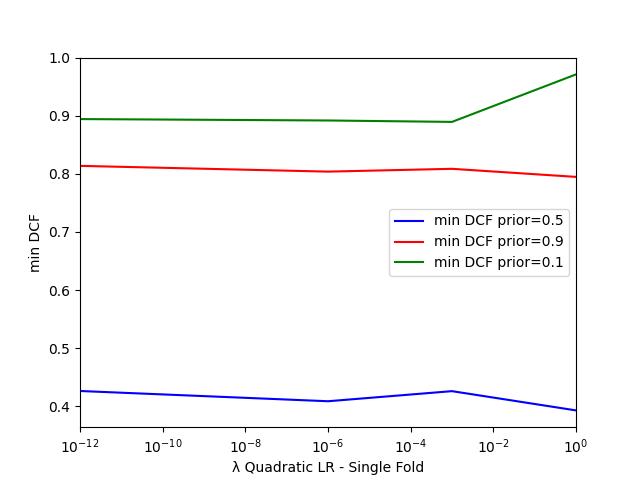 1.0
0.9
0.8
0.7
0.6
0.5
0.4
min DCF
min DCF prior=0.5
min DCF prior=0.9
min DCF prior=0.1
10⁻¹² 10⁻¹⁰ 10⁻⁸ 10⁻⁶ 10⁻⁴ 10⁻² 10⁰
λ Quadratic LR - Single Fold